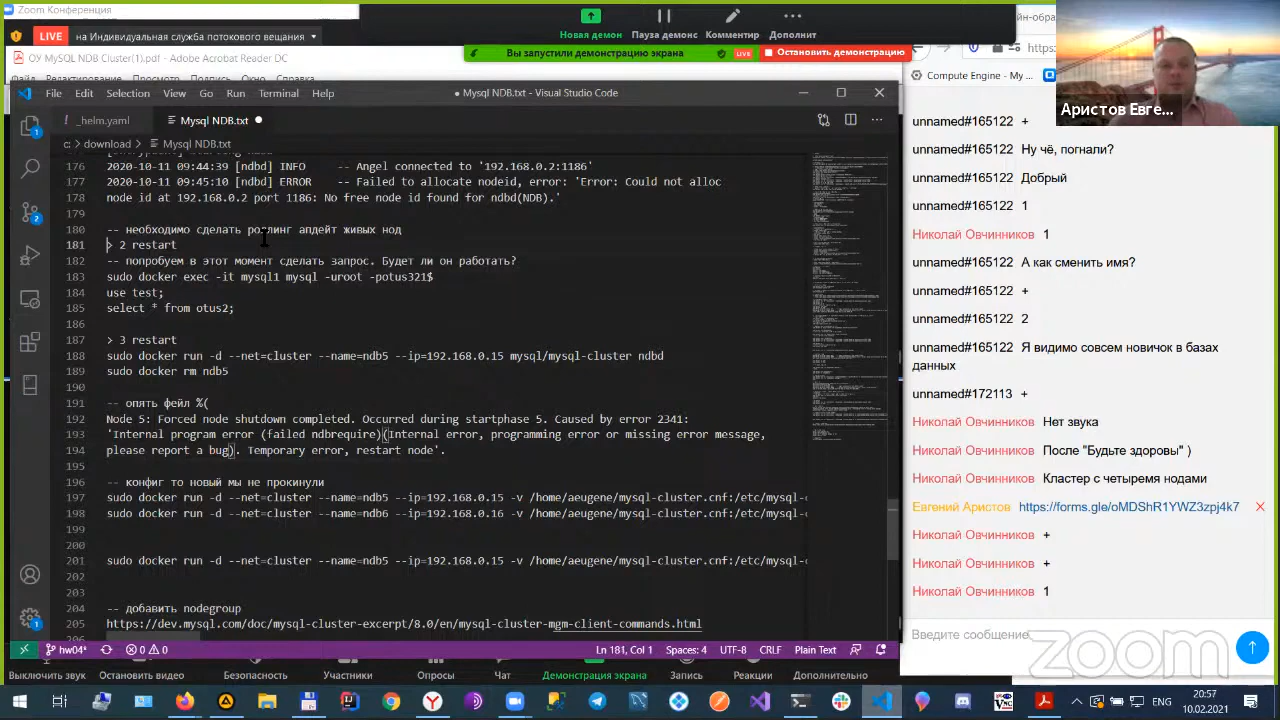 Zoom Конференция
LIVE на Индивидуальная служба потокового вещания
Новая демон Пауза демонс Комментир Дополнит
Вы запустили демонстрацию экрана LIVE Остановить демонстрацию
ОУ MySQL NDB Cluster(1).pdf - Adobe Acrobat Reader DC
Файл Редактирование Просмотр Подпись Окно Справка
File Edit Selection View Go Run Terminal Help
● Mysql NDB.txt - Visual Studio Code
_helm.yaml Mysql NDB.txt
c: > download > Mysql NDB.txt
176 2020-10-11 09:44:39 [ndbd] INFO -- Angel connected to '192.168.0.2:1186'
177 [ndbd] ERROR -- Failed to allocate nodeid, error: 'Error: Could not alloc
178 node id at 192.168.0.2 port 1186: No free node id found for ndbd(NDB).'
179
180 сделать роллинг апдейт живых нод
181 > 2 restart
182 -- попробуем в этот момент сделать запрос. Будет ли он работать?
183 sudo docker exec -it mysql1 mysql -uroot -potus321$
184 use test;
185 select * from otus2;
186
187
188 sudo docker run -d --net=cluster --name=ndb5 --ip=192.168.0.15 mysql/mysql-cluster ndbd
189 sudo docker rm ndb5
190
191 -- опять фейл %(
192 Node 5: Forced node shutdown completed. Occured during startphase 5. Caused by error 2341:
193 'Internal program error (failed ndbrequire)(Internal error, programming error or missing error message,
194 please report a bug). Temporary error, restart node'.
195
196 -- конфиг то новый мы не прокинули
197 sudo docker run -d --net=cluster --name=ndb5 --ip=192.168.0.15 -v /home/aeugene/mysql-cluster.cnf:/etc/mysql-c
198 sudo docker run -d --net=cluster --name=ndb6 --ip=192.168.0.16 -v /home/aeugene/mysql-cluster.cnf:/etc/mysql-c
199
200
201 sudo docker run -d --net=cluster --name=ndb5 --ip=192.168.0.15 -v /home/aeugene/mysql-cluster.cnf:/etc/mysql-c
202
203
204 -- добавить nodegroup
205 https://dev.mysql.com/doc/mysql-cluster-excerpt/8.0/en/mysql-cluster-mgm-client-commands.html
206
hw04* 0 0 Ln 181, Col 1 Spaces: 4 UTF-8 CRLF Plain Text
Выключить звук Остановить видео Безопасность Участники Опросы Чат Демонстрация экрана Запись Реакции Дополнительно
йн-обра
https:
Compute Engine - My ...
Аристов Евге...
unnamed#165122 +
unnamed#165122 Ну чё, погнали?
unnamed#165122 Добрый
unnamed#165122 1
Николай Овчинников 1
unnamed#165122 А как сменить имя?
unnamed#165122 +
unnamed#165122 2
unnamed#165122 Я видимо совсем новичок в базах
данных
unnamed#172113 +
Николай Овчинников Нет звука
Николай Овчинников После "Будьте здоровы" )
Николай Овчинников Кластер с четыремя нодами
Евгений Аристов https://forms.gle/oMDShR1YWZ3zpj4k7
Николай Овчинников +
Николай Овчинников +
Николай Овчинников 1
Введите сообщение
zoom
ENG
20:57
10.02.2021